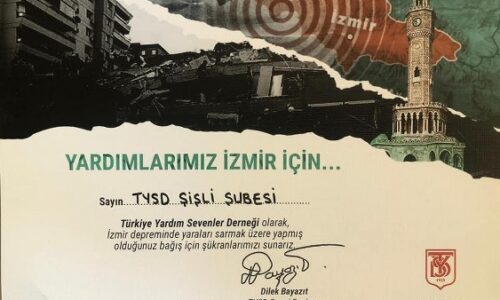 İzmir
YARDIMLARIMIZ İZMİR İÇİN...
Sayın TYSD ŞİŞLİ ŞUBESİ
Türkiye Yardım Sevenler Derneği olarak,
İzmir depreminde yaraları sarmak üzere yapmış
olduğunuz bağış için şükranlarımızı sunarız.
Dilek Bayazıt